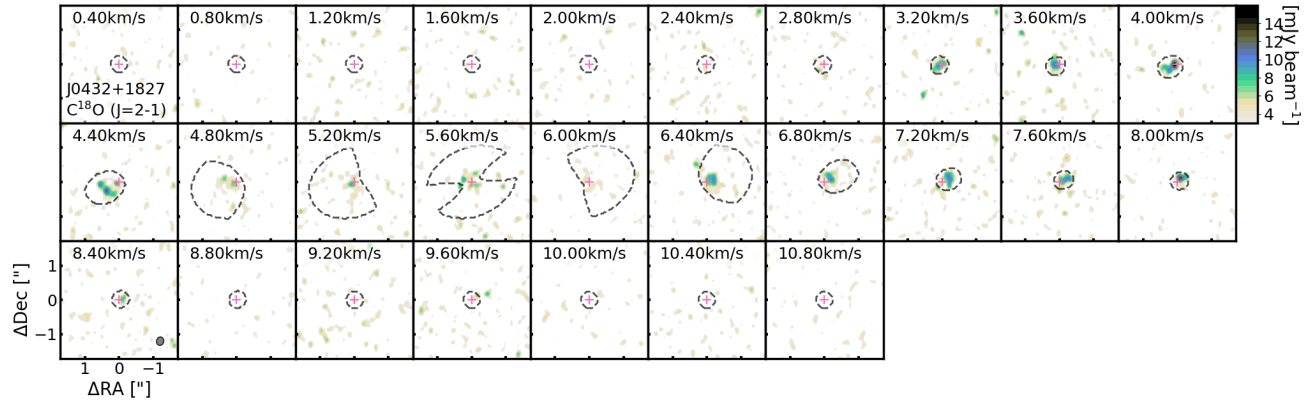 0.40km/s 0.80km/s 1.20km/s 1.60km/s 2.00km/s 2.40km/s 2.80km/s 3.20km/s 3.60km/s 4.00km/s
J0432+1827
C¹⁸O (J=2-1)
14
12
10
8
6
4
[mJy beam⁻¹]
4.40km/s 4.80km/s 5.20km/s 5.60km/s 6.00km/s 6.40km/s 6.80km/s 7.20km/s 7.60km/s 8.00km/s
8.40km/s 8.80km/s 9.20km/s 9.60km/s 10.00km/s 10.40km/s 10.80km/s
1
0
−1
ΔDec ["]
1 0 −1
ΔRA ["]